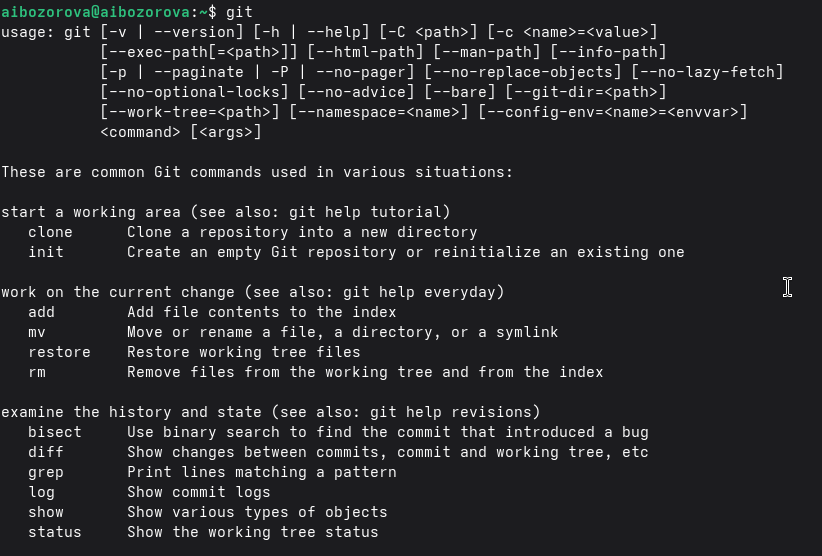 aibozorova@aibozorova:~$ git
usage: git [-v | --version] [-h | --help] [-C <path>] [-c <name>=<value>]
           [--exec-path[=<path>]] [--html-path] [--man-path] [--info-path]
           [-p | --paginate | -P | --no-pager] [--no-replace-objects] [--no-lazy-fetch]
           [--no-optional-locks] [--no-advice] [--bare] [--git-dir=<path>]
           [--work-tree=<path>] [--namespace=<name>] [--config-env=<name>=<envvar>]
           <command> [<args>]

These are common Git commands used in various situations:

start a working area (see also: git help tutorial)
   clone      Clone a repository into a new directory
   init       Create an empty Git repository or reinitialize an existing one

work on the current change (see also: git help everyday)
   add        Add file contents to the index
   mv         Move or rename a file, a directory, or a symlink
   restore    Restore working tree files
   rm         Remove files from the working tree and from the index

examine the history and state (see also: git help revisions)
   bisect     Use binary search to find the commit that introduced a bug
   diff       Show changes between commits, commit and working tree, etc
   grep       Print lines matching a pattern
   log        Show commit logs
   show       Show various types of objects
   status     Show the working tree status